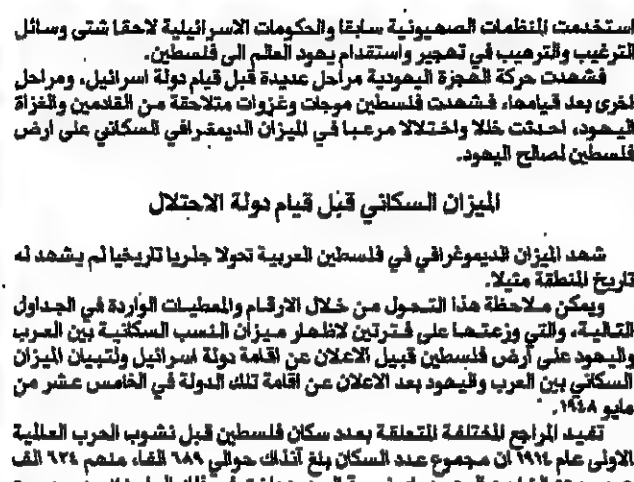 استخدمت المنظمات الصهيونية سابقا والحكومات الاسرائيلية لاحقا شتى وسائل
الترغيب والترهيب في تهجير واستقدام يهود العالم الى فلسطين.
فشهدت حركة الهجرة اليهودية مراحل عديدة قبل قيام دولة اسرائيل، ومراحل
اخرى بعد قيامها، فشهدت فلسطين موجات وغزوات متلاحقة من القادمين والغزاة
اليهود، احدثت خللا واختلالا مرعبا في الميزان الديمقرافي السكاني على ارض
فلسطين لصالح اليهود.
الميزان السكاني قبل قيام دولة الاحتلال
شهد الميزان الديموغرافي في فلسطين العربية تحولا جذريا تاريخيا لم يشهد له
تاريخ المنطقة مثيلا.
ويمكن ملاحظة هذا التحول من خلال الارقام والمعطيات الواردة في الجداول
التالية، والتي وزعتها على فترتين لاظهار ميزان النسب السكانية بين العرب
واليهود على أرض فلسطين قبيل الاعلان عن اقامة دولة اسرائيل ولتبيان الميزان
السكاني بين العرب واليهود بعد الاعلان عن اقامة تلك الدولة في الخامس عشر من
مايو ١٩٤٨.
تفيد المراجع المختلفة المتعلقة بعدد سكان فلسطين قبل نشوب الحرب العالمية
الاولى عام ١٩١٤ ان مجموع عدد السكان بلغ آنذاك حوالي ٦٨٩ الفا، منهم ٦٣٤ الف